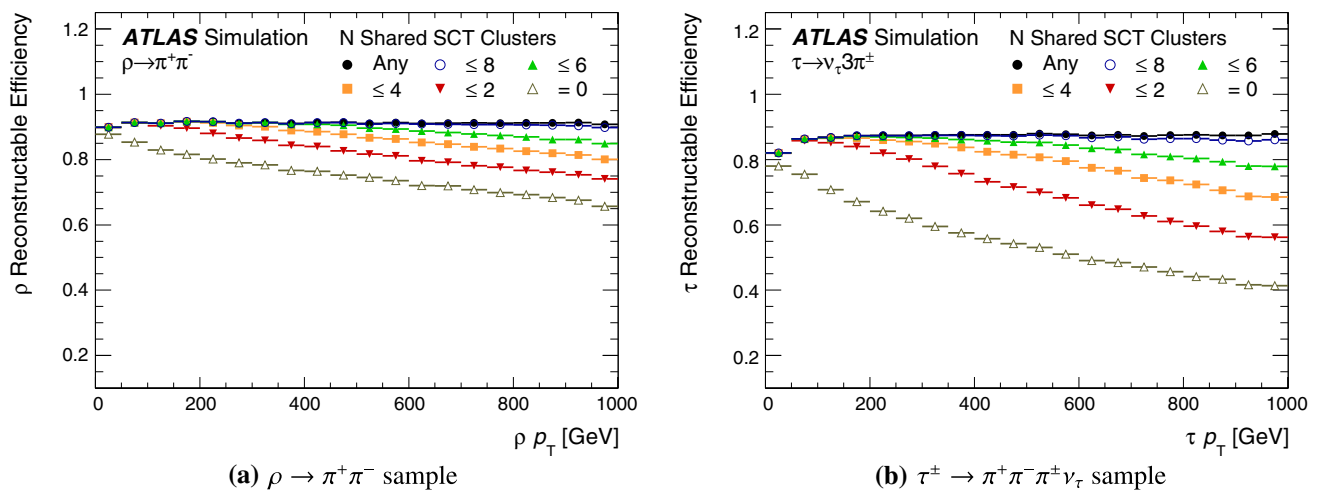 ρ Reconstructable Efficiency
1.2
1
0.8
0.6
0.4
0.2
ATLAS Simulation
ρ→π⁺π⁻
N Shared SCT Clusters
Any ≤ 8 ≤ 6
≤ 4 ≤ 2 = 0
0 200 400 600 800 1000
ρ p_T [GeV]
(a) ρ → π⁺π⁻ sample
τ Reconstructable Efficiency
1.2
1
0.8
0.6
0.4
0.2
ATLAS Simulation
τ→ν_τ3π^±
N Shared SCT Clusters
Any ≤ 8 ≤ 6
≤ 4 ≤ 2 = 0
0 200 400 600 800 1000
τ p_T [GeV]
(b) τ^± → π⁺π⁻π^±ν_τ sample